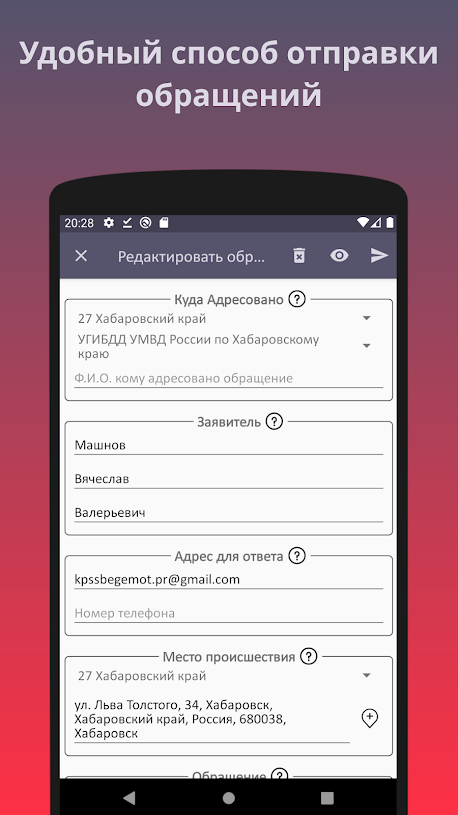 Удобный способ отправки
обращений
20:28
Редактировать обр...
Куда Адресовано ?
27 Хабаровский край
УГИБДД УМВД России по Хабаровскому
краю
Ф.И.О. кому адресовано обращение
Заявитель ?
Машнов
Вячеслав
Валерьевич
Адрес для ответа ?
kpssbegemot.pr@gmail.com
Номер телефона
Место происшествия ?
27 Хабаровский край
ул. Льва Толстого, 34, Хабаровск,
Хабаровский край, Россия, 680038,
Хабаровск
Обращение ?